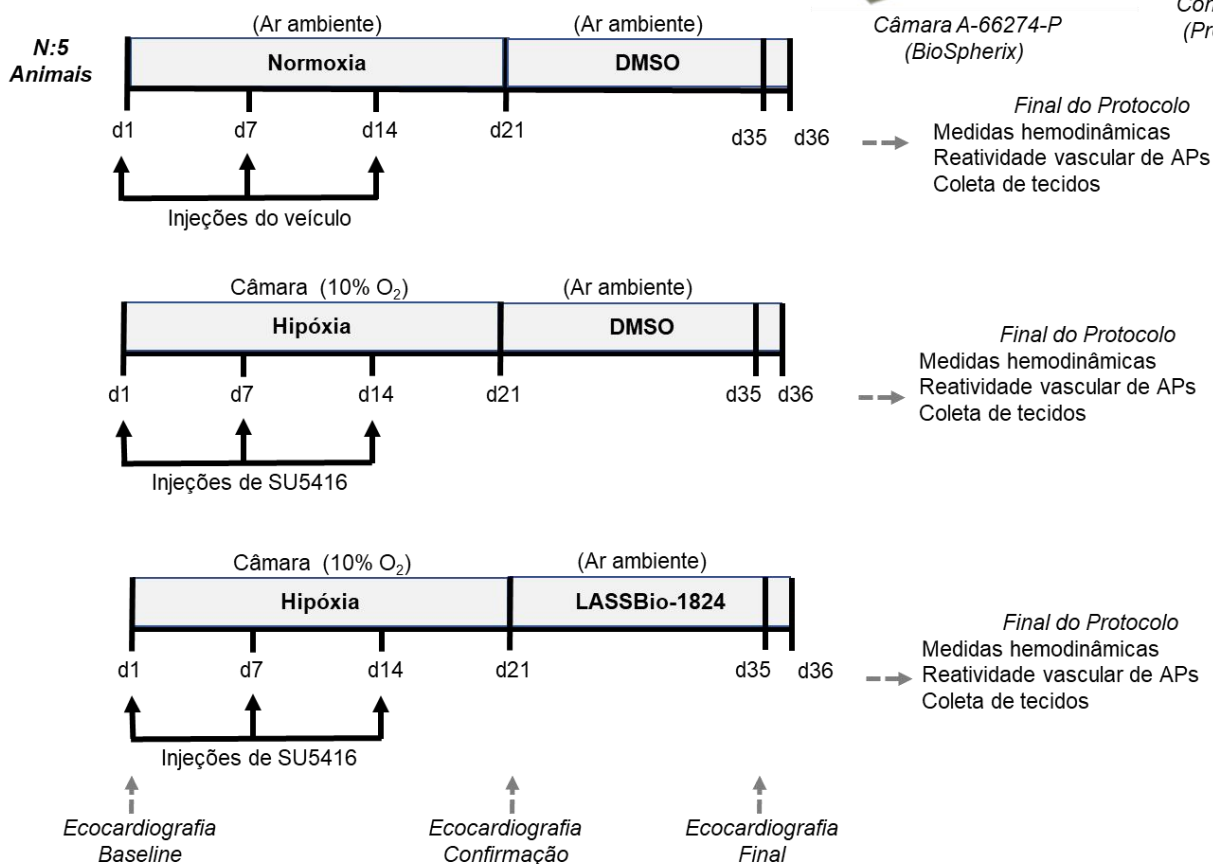 Câmara A-66274-P
(BioSpherix)
N:5
Animais
(Ar ambiente)
(Ar ambiente)
Normoxia
DMSO
d1
d7
d14
d21
d35
d36
Injeções do veículo
Final do Protocolo
Medidas hemodinâmicas
Reatividade vascular de APs
Coleta de tecidos
Câmara (10% O₂)
(Ar ambiente)
Hipóxia
DMSO
d1
d7
d14
d21
d35
d36
Injeções de SU5416
Final do Protocolo
Medidas hemodinâmicas
Reatividade vascular de APs
Coleta de tecidos
Câmara (10% O₂)
(Ar ambiente)
Hipóxia
LASSBio-1824
d1
d7
d14
d21
d35
d36
Injeções de SU5416
Final do Protocolo
Medidas hemodinâmicas
Reatividade vascular de APs
Coleta de tecidos
Ecocardiografia
Baseline
Ecocardiografia
Confirmação
Ecocardiografia
Final